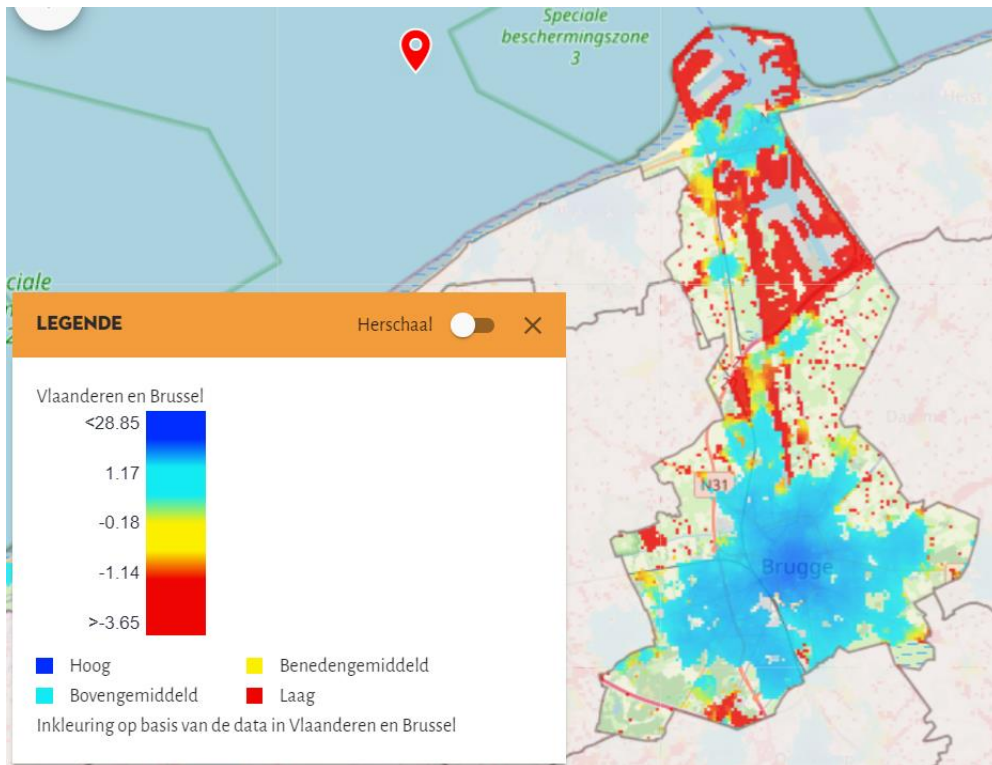 Speciale
beschermingszone
3
Heist
ciale
LEGENDE
Herschaal
Vlaanderen en Brussel
<28.85
1.17
-0.18
-1.14
>-3.65
Hoog
Benedengemiddeld
Bovengemiddeld
Laag
Inkleuring op basis van de data in Vlaanderen en Brussel
N31
Brugge